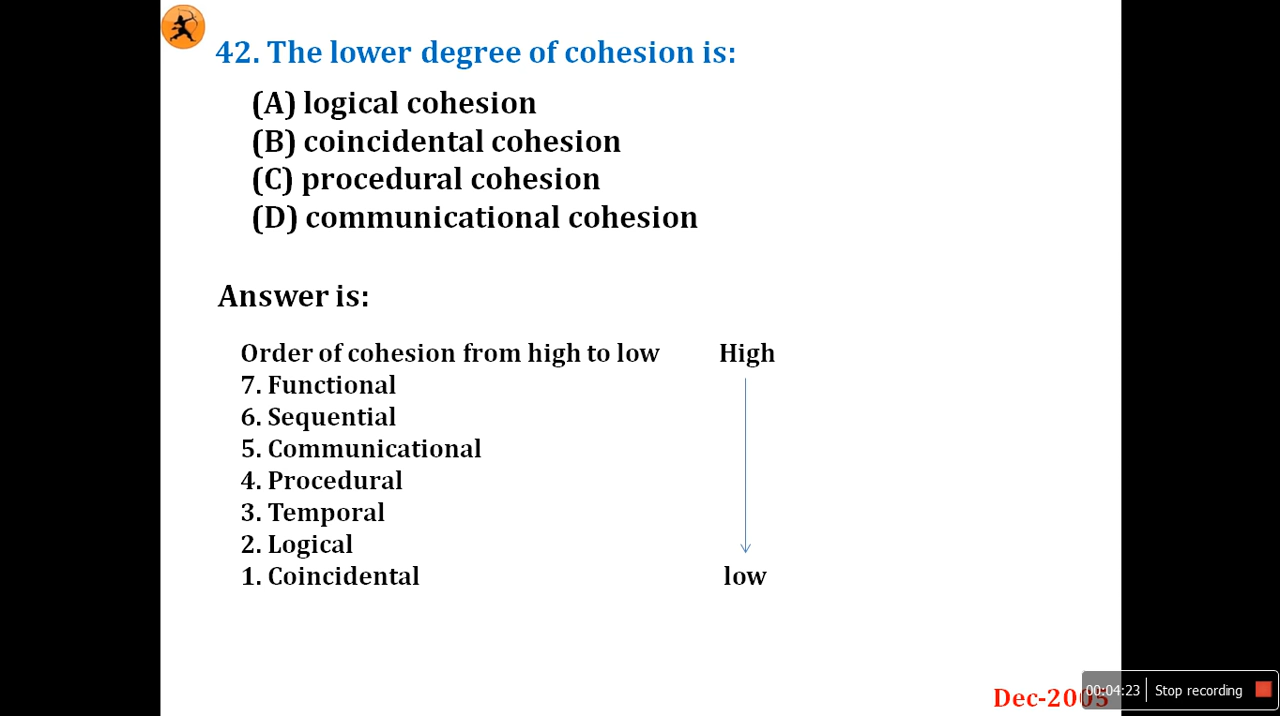 42. The lower degree of cohesion is:
(A) logical cohesion
(B) coincidental cohesion
(C) procedural cohesion
(D) communicational cohesion
Answer is:
Order of cohesion from high to low High
7. Functional
6. Sequential
5. Communicational
4. Procedural
3. Temporal
2. Logical
1. Coincidental low
Dec-2005
00:04:23 Stop recording